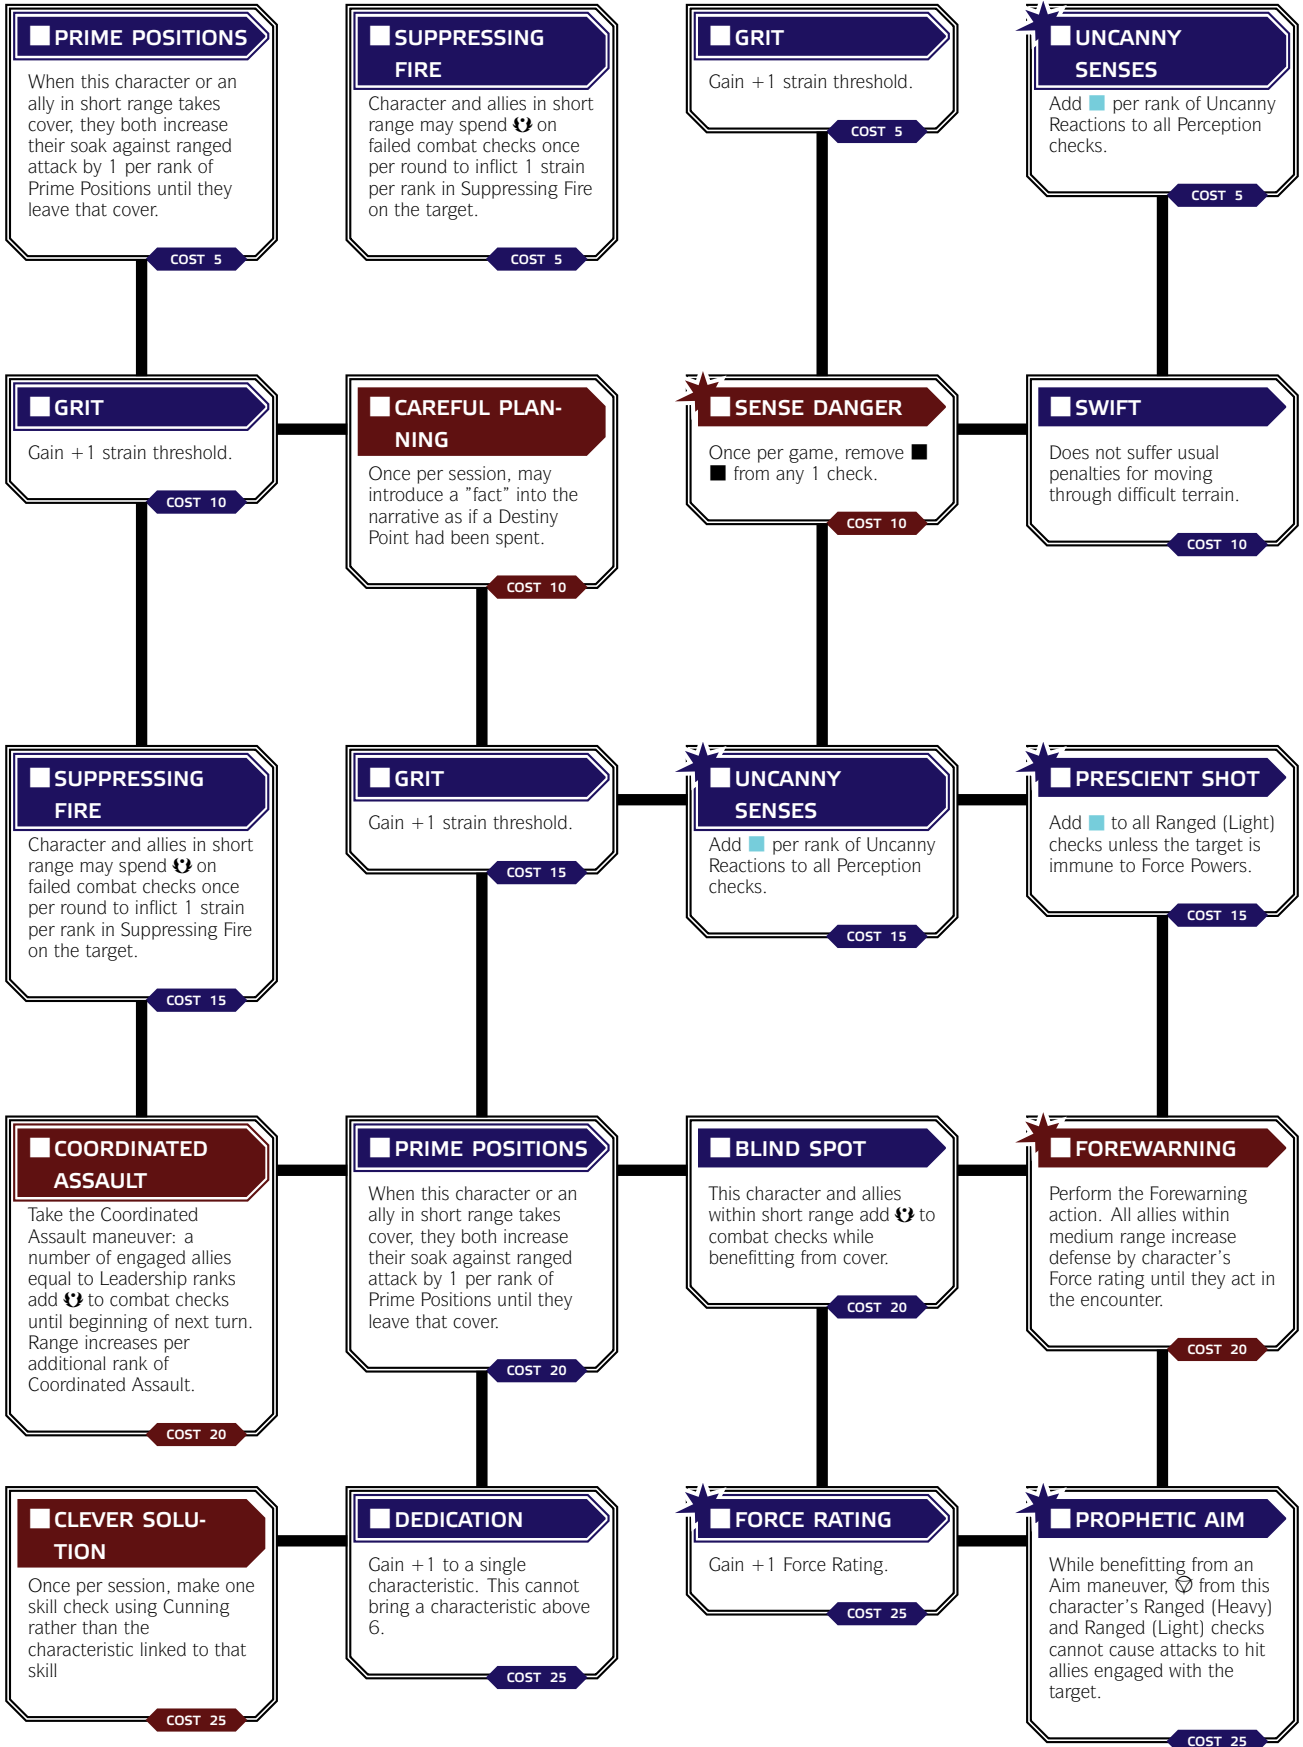 PRIME POSITIONS
When this character or an
ally in short range takes
cover, they both increase
their soak against ranged
attack by 1 per rank of
Prime Positions until they
leave that cover.
COST 5
SUPPRESSING
FIRE
Character and allies in short
range may spend on
failed combat checks once
per round to inflict 1 strain
per rank in Suppressing Fire
on the target.
COST 5
GRIT
Gain +1 strain threshold.
COST 5
UNCANNY
SENSES
Add per rank of Uncanny
Reactions to all Perception
checks.
COST 5
GRIT
Gain +1 strain threshold.
COST 10
CAREFUL PLAN-
NING
Once per session, may
introduce a ”fact” into the
narrative as if a Destiny
Point had been spent.
COST 10
SENSE DANGER
Once per game, remove
from any 1 check.
COST 10
SWIFT
Does not suffer usual
penalties for moving
through difficult terrain.
COST 10
SUPPRESSING
FIRE
Character and allies in short
range may spend on
failed combat checks once
per round to inflict 1 strain
per rank in Suppressing Fire
on the target.
COST 15
GRIT
Gain +1 strain threshold.
COST 15
UNCANNY
SENSES
Add per rank of Uncanny
Reactions to all Perception
checks.
COST 15
PRESCIENT SHOT
Add to all Ranged (Light)
checks unless the target is
immune to Force Powers.
COST 15
COORDINATED
ASSAULT
Take the Coordinated
Assault maneuver: a
number of engaged allies
equal to Leadership ranks
add to combat checks
until beginning of next turn.
Range increases per
additional rank of
Coordinated Assault.
COST 20
PRIME POSITIONS
When this character or an
ally in short range takes
cover, they both increase
their soak against ranged
attack by 1 per rank of
Prime Positions until they
leave that cover.
COST 20
BLIND SPOT
This character and allies
within short range add to
combat checks while
benefitting from cover.
COST 20
FOREWARNING
Perform the Forewarning
action. All allies within
medium range increase
defense by character's
Force rating until they act in
the encounter.
COST 20
CLEVER SOLU-
TION
Once per session, make one
skill check using Cunning
rather than the
characteristic linked to that
skill
COST 25
DEDICATION
Gain +1 to a single
characteristic. This cannot
bring a characteristic above
6.
COST 25
FORCE RATING
Gain +1 Force Rating.
COST 25
PROPHETIC AIM
While benefitting from an
Aim maneuver, from this
character's Ranged (Heavy)
and Ranged (Light) checks
cannot cause attacks to hit
allies engaged with the
target.
COST 25